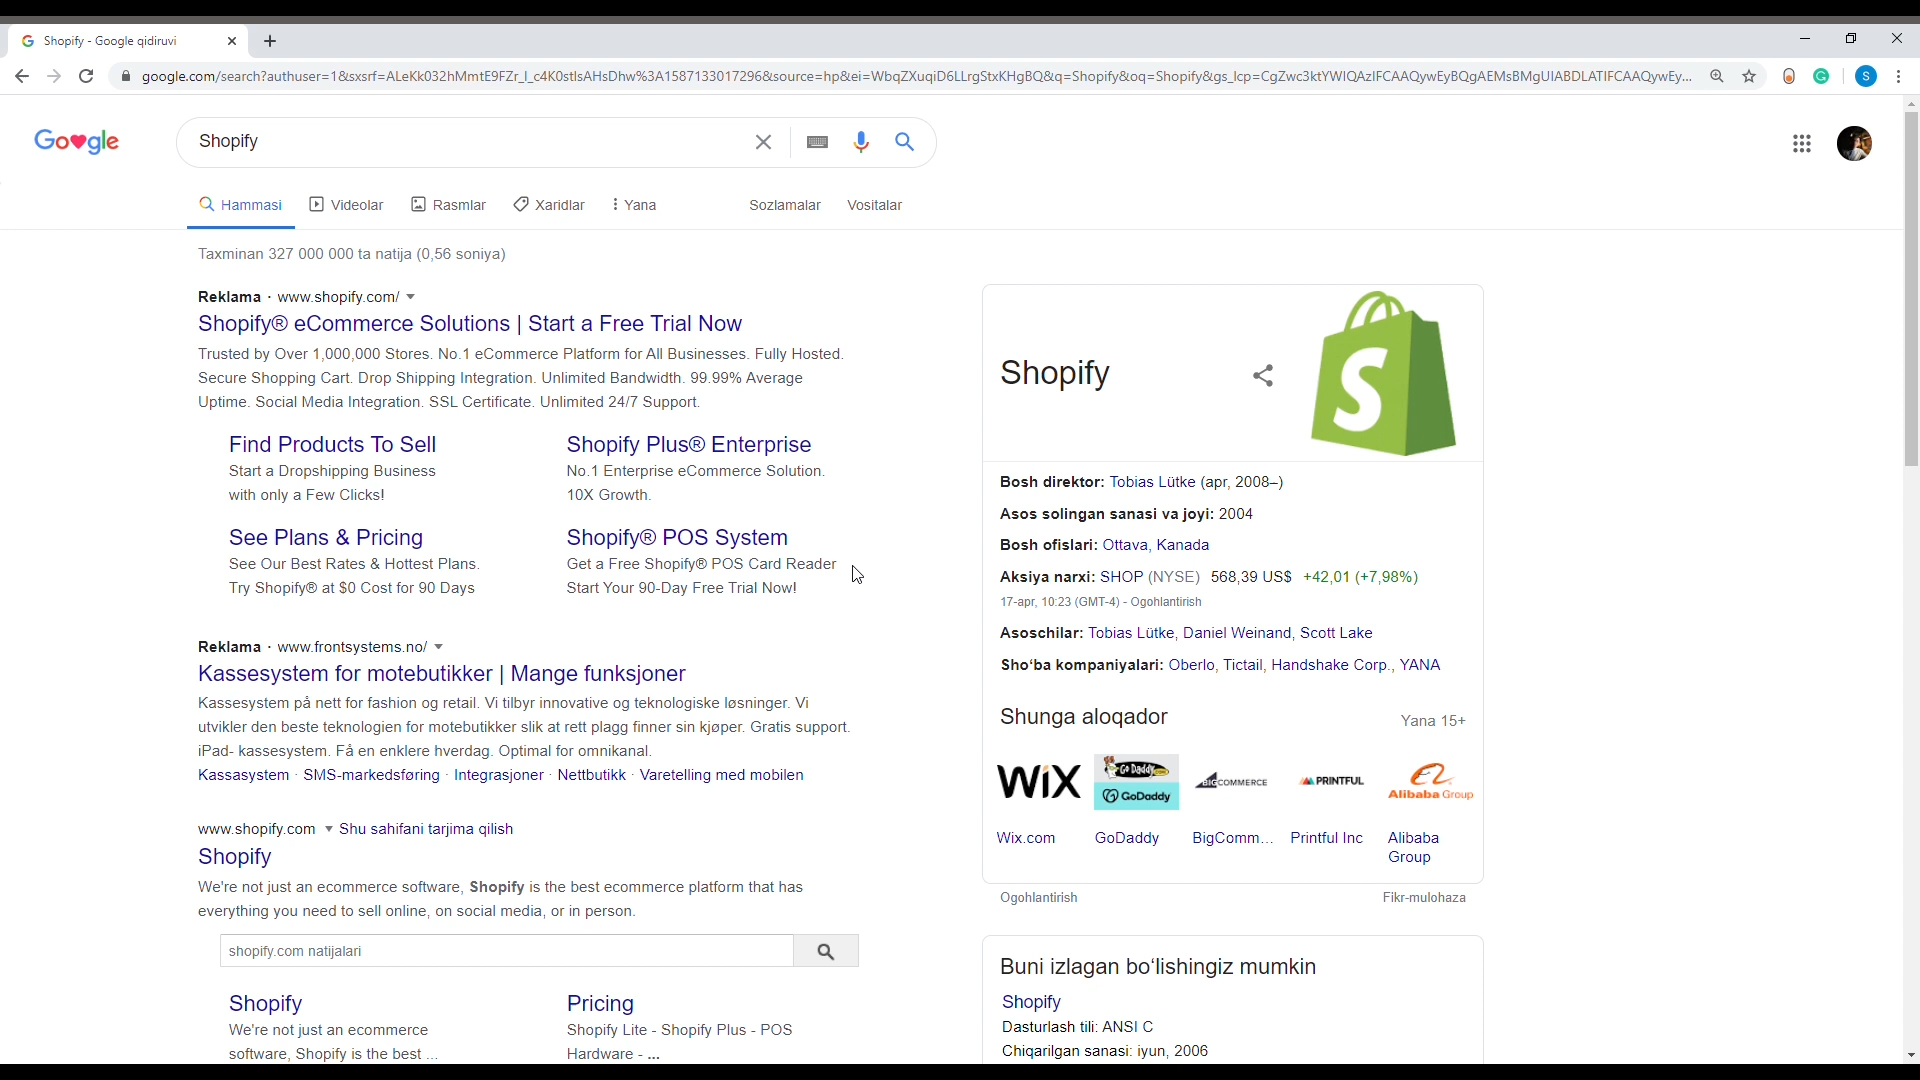 Shopify - Google qidiruvi
google.com/search?authuser=1&sxsrf=ALeKk032hMmtE9FZr_l_c4K0stlsAHsDhw%3A1587133017296&source=hp&ei=WbqZXuqiD6LLrgStxKHgBQ&q=Shopify&oq=Shopify&gs_lcp=CgZwc3ktYWIQAzIFCAAQywEyBQgAEMsBMgUIABDLATIFCAAQywEy...
S
Google
Shopify
Hammasi
Videolar
Rasmlar
Xaridlar
Yana
Sozlamalar
Vositalar
Taxminan 327 000 000 ta natija (0,56 soniya)
Reklama · www.shopify.com/
Shopify® eCommerce Solutions | Start a Free Trial Now
Trusted by Over 1,000,000 Stores. No.1 eCommerce Platform for All Businesses. Fully Hosted.
Secure Shopping Cart. Drop Shipping Integration. Unlimited Bandwidth. 99.99% Average
Uptime. Social Media Integration. SSL Certificate. Unlimited 24/7 Support.
Find Products To Sell
Start a Dropshipping Business
with only a Few Clicks!
Shopify Plus® Enterprise
No.1 Enterprise eCommerce Solution.
10X Growth.
See Plans & Pricing
See Our Best Rates & Hottest Plans.
Try Shopify® at $0 Cost for 90 Days
Shopify® POS System
Get a Free Shopify® POS Card Reader
Start Your 90-Day Free Trial Now!
Reklama · www.frontsystems.no/
Kassesystem for motebutikker | Mange funksjoner
Kassesystem på nett for fashion og retail. Vi tilbyr innovative og teknologiske løsninger. Vi
utvikler den beste teknologien for motebutikker slik at rett plagg finner sin kjøper. Gratis support.
iPad- kassesystem. Få en enklere hverdag. Optimal for omnikanal.
Kassasystem · SMS-markedsføring · Integrasjoner · Nettbutikk · Varetelling med mobilen
www.shopify.com
Shu sahifani tarjima qilish
Shopify
We're not just an ecommerce software, Shopify is the best ecommerce platform that has
everything you need to sell online, on social media, or in person.
shopify.com natijalari
Shopify
We're not just an ecommerce
software, Shopify is the best ...
Pricing
Shopify Lite - Shopify Plus - POS
Hardware - ...
Shopify
S
Bosh direktor: Tobias Lütke (apr, 2008–)
Asos solingan sanasi va joyi: 2004
Bosh ofislari: Ottava, Kanada
Aksiya narxi: SHOP (NYSE) 568,39 US$ +42,01 (+7,98%)
17-apr, 10:23 (GMT-4) - Ogohlantirish
Asoschilar: Tobias Lütke, Daniel Weinand, Scott Lake
Shoʻba kompaniyalari: Oberlo, Tictail, Handshake Corp., YANA
Shunga aloqador
Yana 15+
WiX
Go Daddy
GoDaddy
BIGCOMMERCE
PRINTFUL
Alibaba Group
Wix.com
GoDaddy
BigComm...
Printful Inc
Alibaba
Group
Ogohlantirish
Fikr-mulohaza
Buni izlagan boʻlishingiz mumkin
Shopify
Dasturlash tili: ANSI C
Chiqarilgan sanasi: iyun, 2006